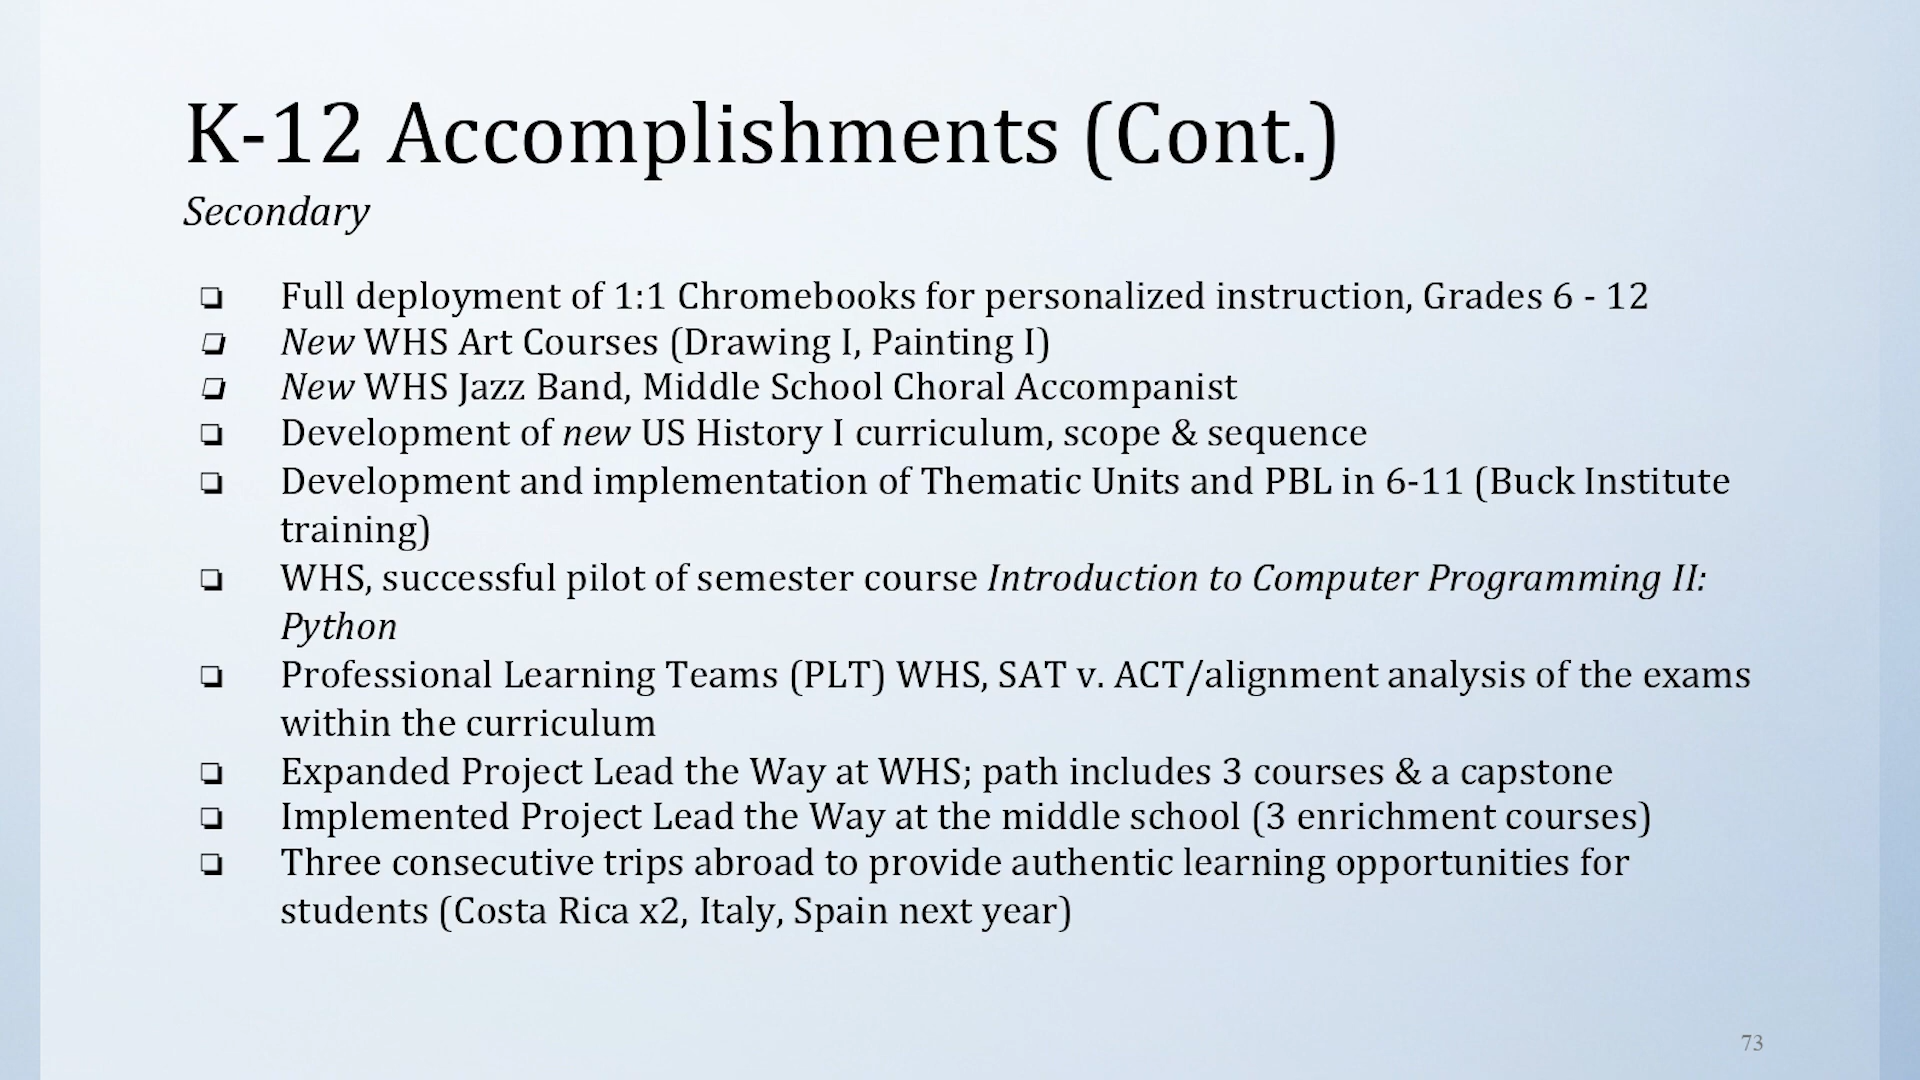 K-12 Accomplishments (Cont.)
Secondary
❏ Full deployment of 1:1 Chromebooks for personalized instruction, Grades 6 - 12
❏ New WHS Art Courses (Drawing I, Painting I)
❏ New WHS Jazz Band, Middle School Choral Accompanist
❏ Development of new US History I curriculum, scope & sequence
❏ Development and implementation of Thematic Units and PBL in 6-11 (Buck Institute
training)
❏ WHS, successful pilot of semester course Introduction to Computer Programming II:
Python
❏ Professional Learning Teams (PLT) WHS, SAT v. ACT/alignment analysis of the exams
within the curriculum
❏ Expanded Project Lead the Way at WHS; path includes 3 courses & a capstone
❏ Implemented Project Lead the Way at the middle school (3 enrichment courses)
❏ Three consecutive trips abroad to provide authentic learning opportunities for
students (Costa Rica x2, Italy, Spain next year)
73